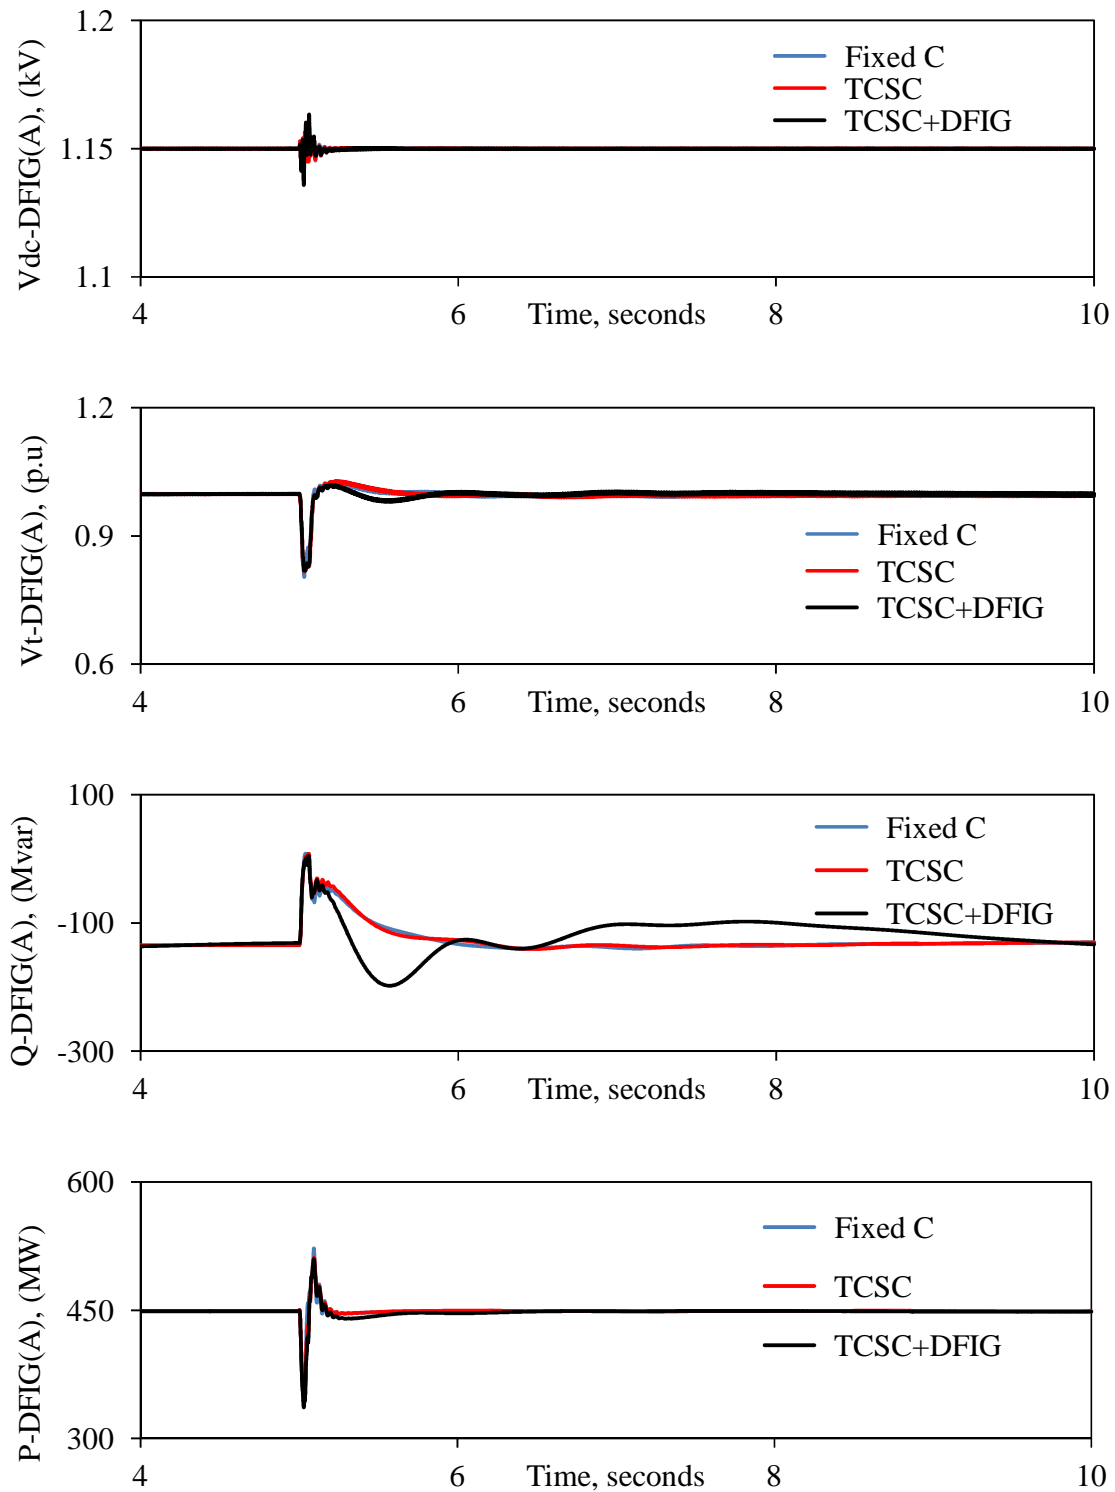 Vdc-DFIG(A), (kV)
1.2
1.15
1.1
Fixed C
TCSC
TCSC+DFIG
4 6 Time, seconds 8 10
Vt-DFIG(A), (p.u)
1.2
0.9
0.6
Fixed C
TCSC
TCSC+DFIG
4 6 Time, seconds 8 10
Q-DFIG(A), (Mvar)
100
-100
-300
Fixed C
TCSC
TCSC+DFIG
4 6 Time, seconds 8 10
P-DFIG(A), (MW)
600
450
300
Fixed C
TCSC
TCSC+DFIG
4 6 Time, seconds 8 10